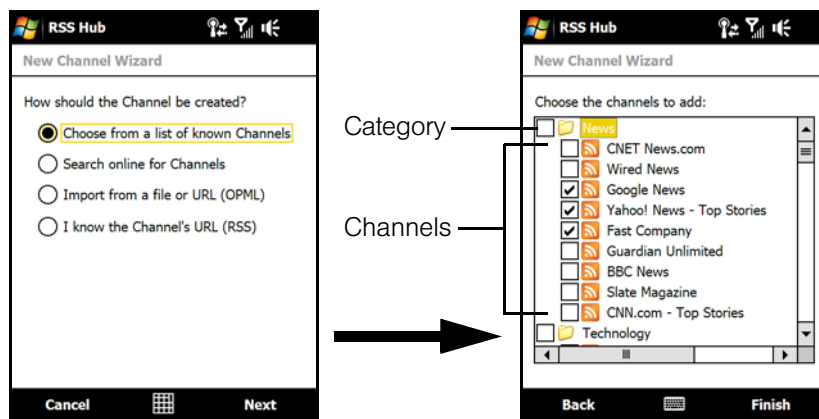 RSS Hub
New Channel Wizard
How should the Channel be created?
Choose from a list of known Channels
Search online for Channels
Import from a file or URL (OPML)
I know the Channel's URL (RSS)
Cancel
Next
Category
Channels
RSS Hub
New Channel Wizard
Choose the channels to add:
News
CNET News.com
Wired News
Google News
Yahoo! News - Top Stories
Fast Company
Guardian Unlimited
BBC News
Slate Magazine
CNN.com - Top Stories
Technology
Back
Finish